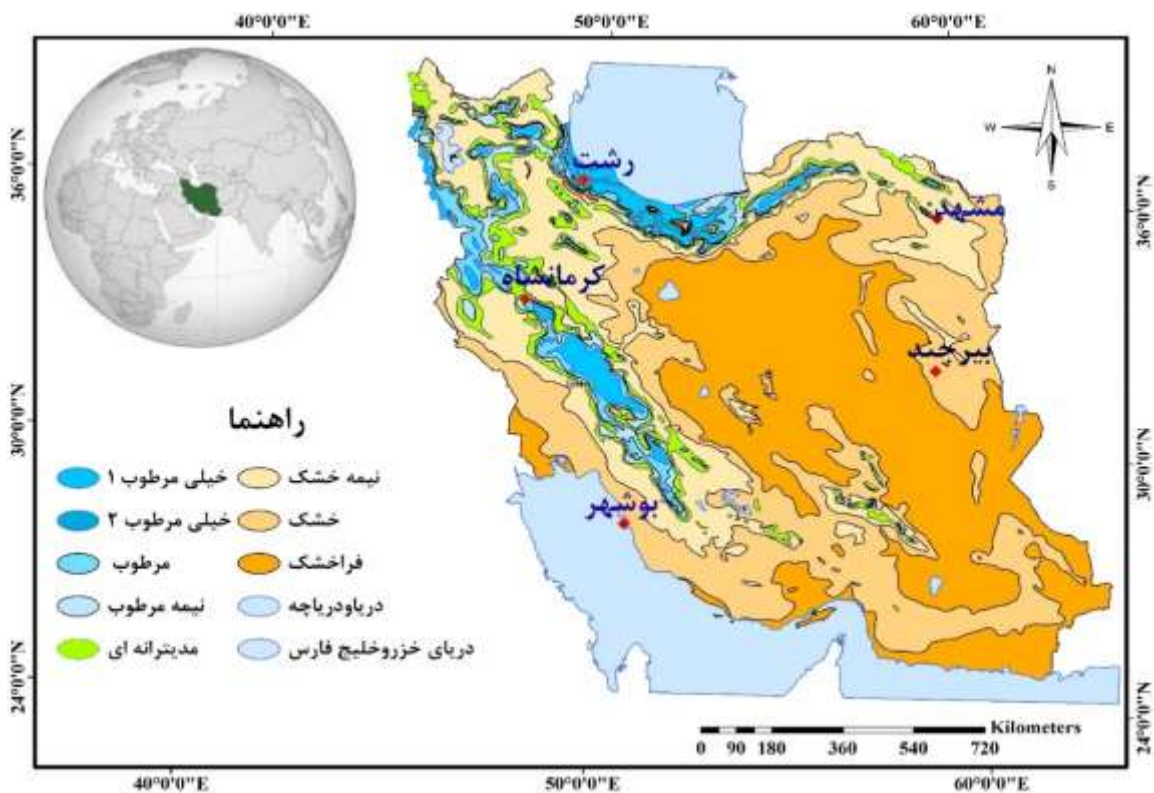 40°0'0"E 50°0'0"E 60°0'0"E
N
W E
S
36°0'0"N
36°0'0"N
رشت
مشهد
کرمانشاه
بیرجند
30°0'0"N
30°0'0"N
بوشهر
راهنما
نیمه خشک خیلی مرطوب ۱
خشک خیلی مرطوب ۲
فراخشک مرطوب
دریاودریاچه نیمه مرطوب
دریای خزروخلیج فارس مدیترانه ای
24°0'0"N
24°0'0"N
Kilometers
0 90 180 360 540 720
40°0'0"E 50°0'0"E 60°0'0"E